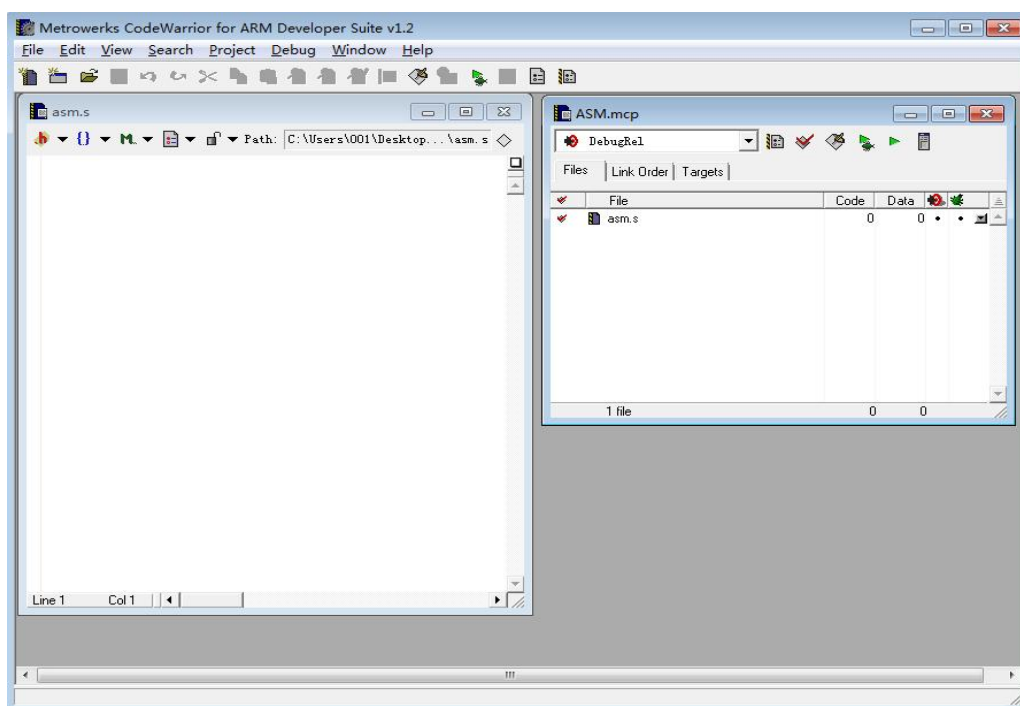 Metrowerks CodeWarrior for ARM Developer Suite v1.2
File Edit View Search Project Debug Window Help
asm.s
Path: C:\Users\001\Desktop...\asm.s
Line 1 Col 1
ASM.mcp
DebugRel
Files Link Order Targets
File Code Data
asm.s 0 0
1 file 0 0